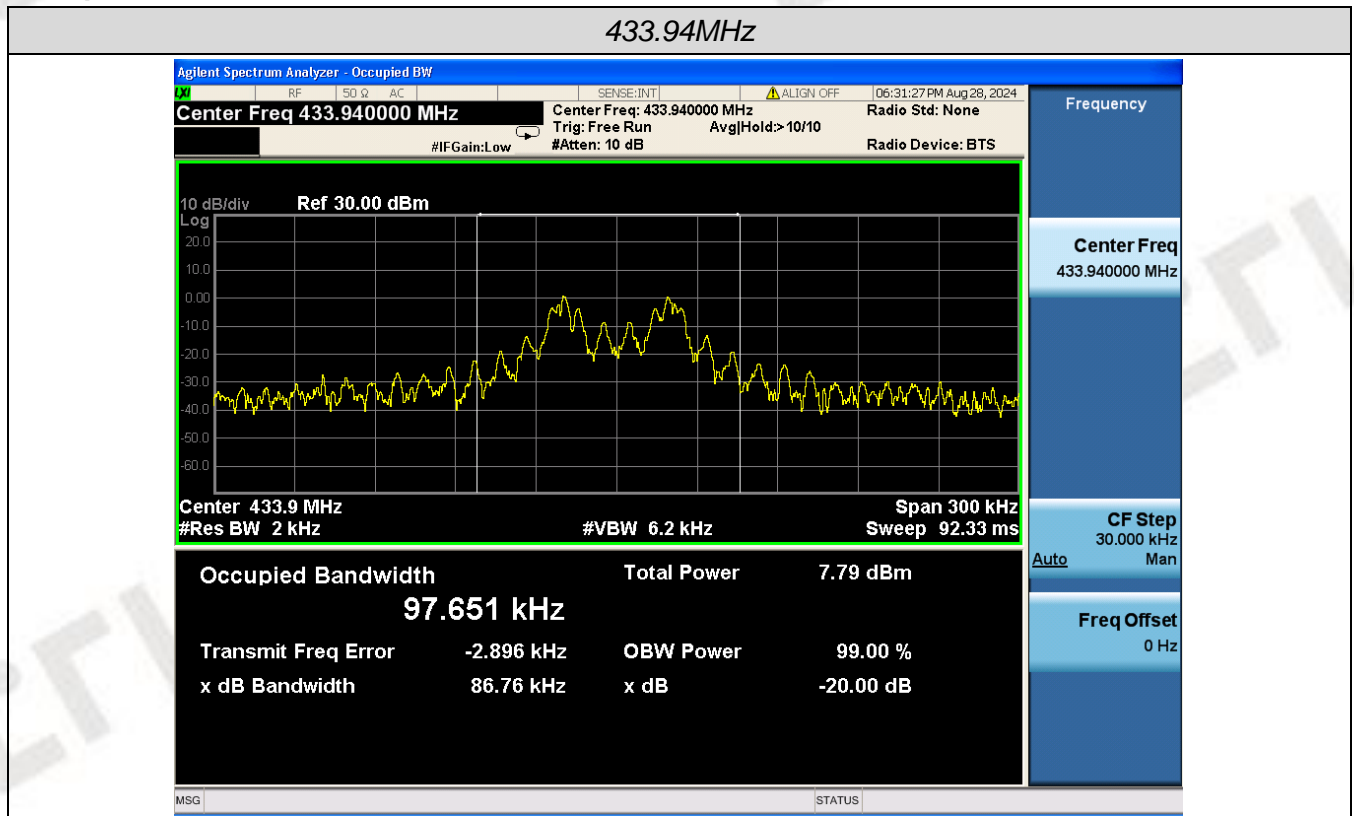 433.94MHz
Agilent Spectrum Analyzer - Occupied BW
LXI RF 50 Ω AC SENSE:INT ALIGN OFF 06:31:27 PM Aug 28, 2024
Center Freq 433.940000 MHz
Center Freq: 433.940000 MHz
Radio Std: None
Trig: Free Run Avg|Hold:>10/10
#IFGain:Low #Atten: 10 dB Radio Device: BTS
Frequency
10 dB/div Ref 30.00 dBm
Log
20.0
10.0
0.00
-10.0
-20.0
-30.0
-40.0
-50.0
-60.0
Center 433.9 MHz Span 300 kHz
#Res BW 2 kHz #VBW 6.2 kHz Sweep 92.33 ms
Occupied Bandwidth Total Power 7.79 dBm
97.651 kHz
Transmit Freq Error -2.896 kHz OBW Power 99.00 %
x dB Bandwidth 86.76 kHz x dB -20.00 dB
Center Freq
433.940000 MHz
CF Step
30.000 kHz
Auto Man
Freq Offset
0 Hz
MSG STATUS